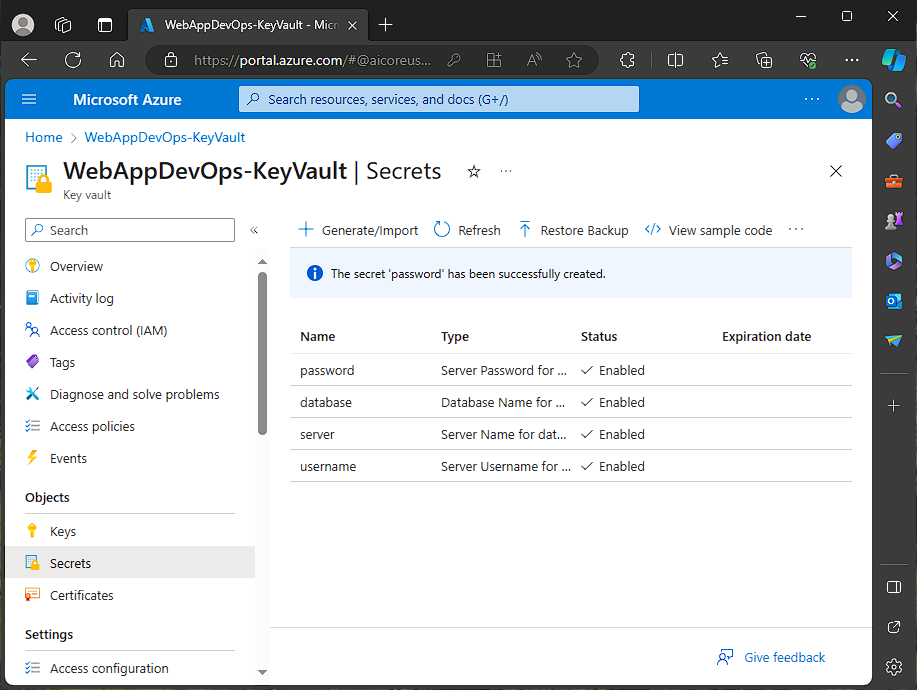 WebAppDevOps-KeyVault - Micr
https://portal.azure.com/#@aicoreus...
Microsoft Azure
Search resources, services, and docs (G+/)
Home > WebAppDevOps-KeyVault
WebAppDevOps-KeyVault | Secrets
Key vault
Search
Generate/Import Refresh Restore Backup View sample code
The secret 'password' has been successfully created.
Overview
Activity log
Access control (IAM)
Tags
Diagnose and solve problems
Access policies
Events
Objects
Keys
Secrets
Certificates
Settings
Access configuration
Name Type Status Expiration date
password Server Password for ... Enabled
database Database Name for ... Enabled
server Server Name for dat... Enabled
username Server Username for ... Enabled
Give feedback